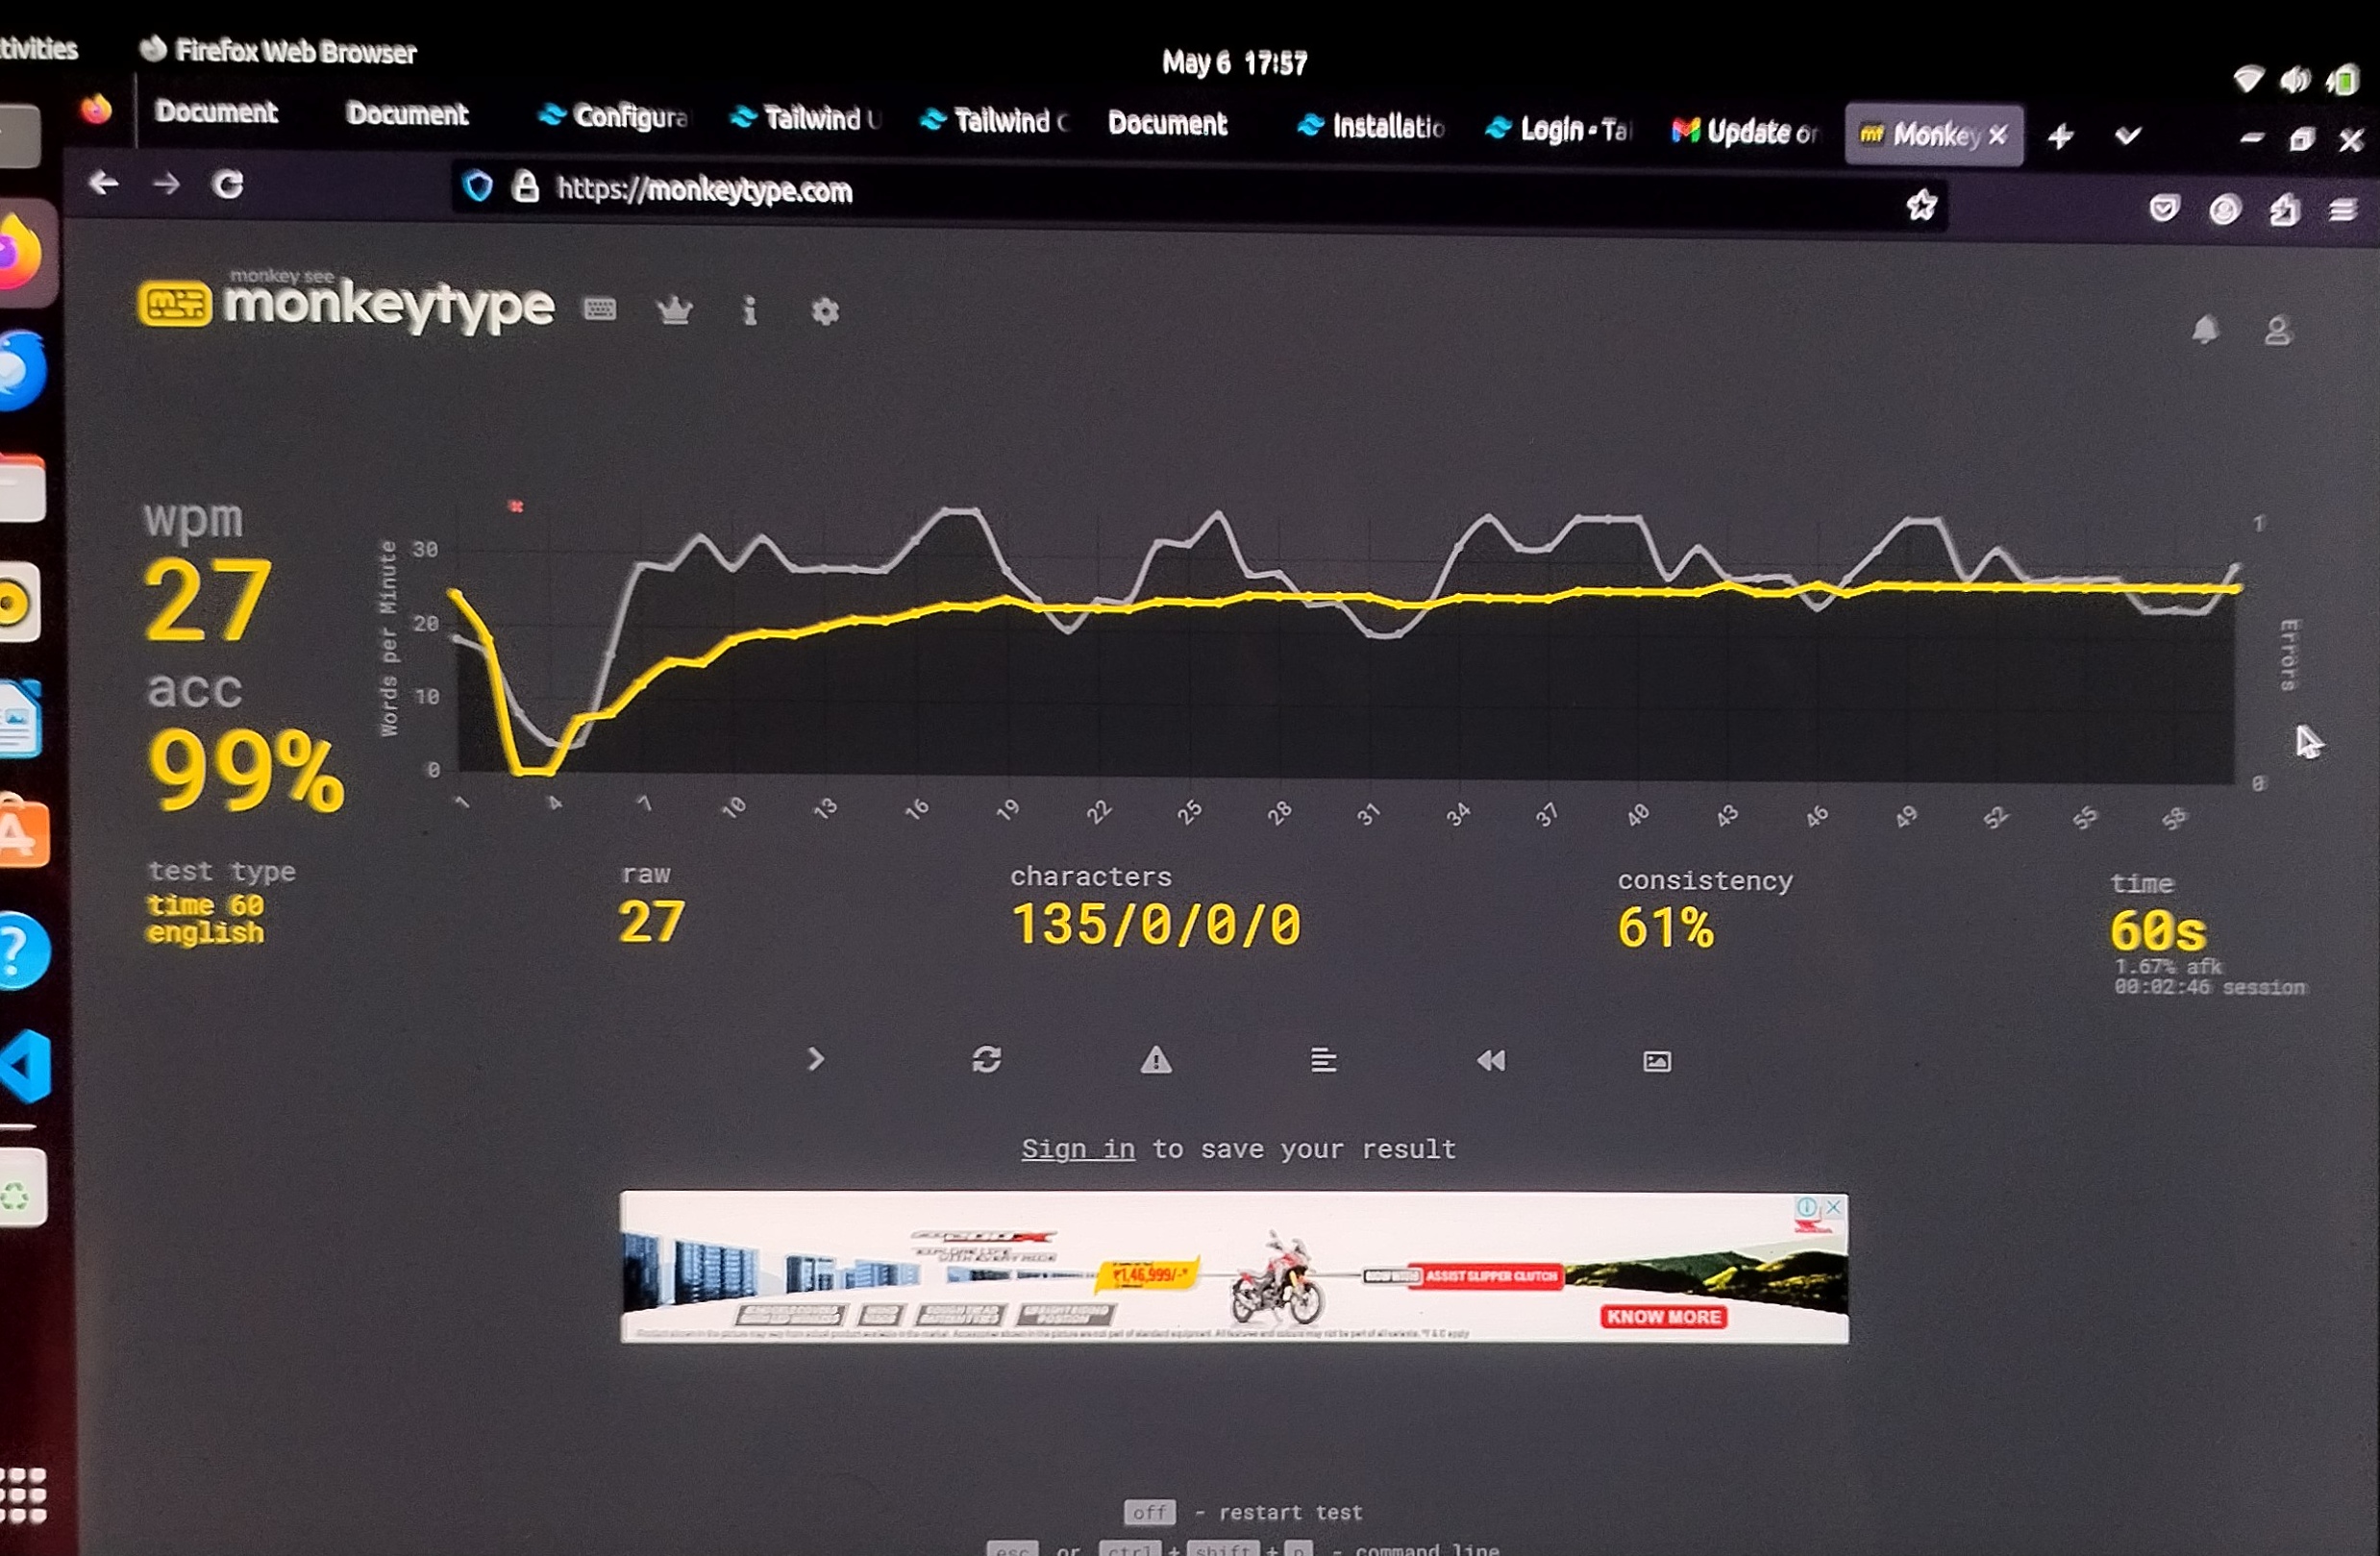 tivities
Firefox Web Browser
May 6 17:57
Document
Document
Configura
Tailwind U
Tailwind C
Document
Installatio
Login - Tai
Update or
Monkey
https://monkeytype.com
monkey see
monkeytype
wpm
27
acc
99%
Words per Minute
30
20
10
0
1
0
Errors
1 4 7 10 13 16 19 22 25 28 31 34 37 40 43 46 49 52 55 58
test type
time 60
english
raw
27
characters
135/0/0/0
consistency
61%
time
60s
1.67% afk
00:02:46 session
Sign in to save your result
₹1,46,999/-*
NOW WITH
ASSIST SLIPPER CLUTCH
KNOW MORE
off - restart test
esc or ctrl + shift + p - command line